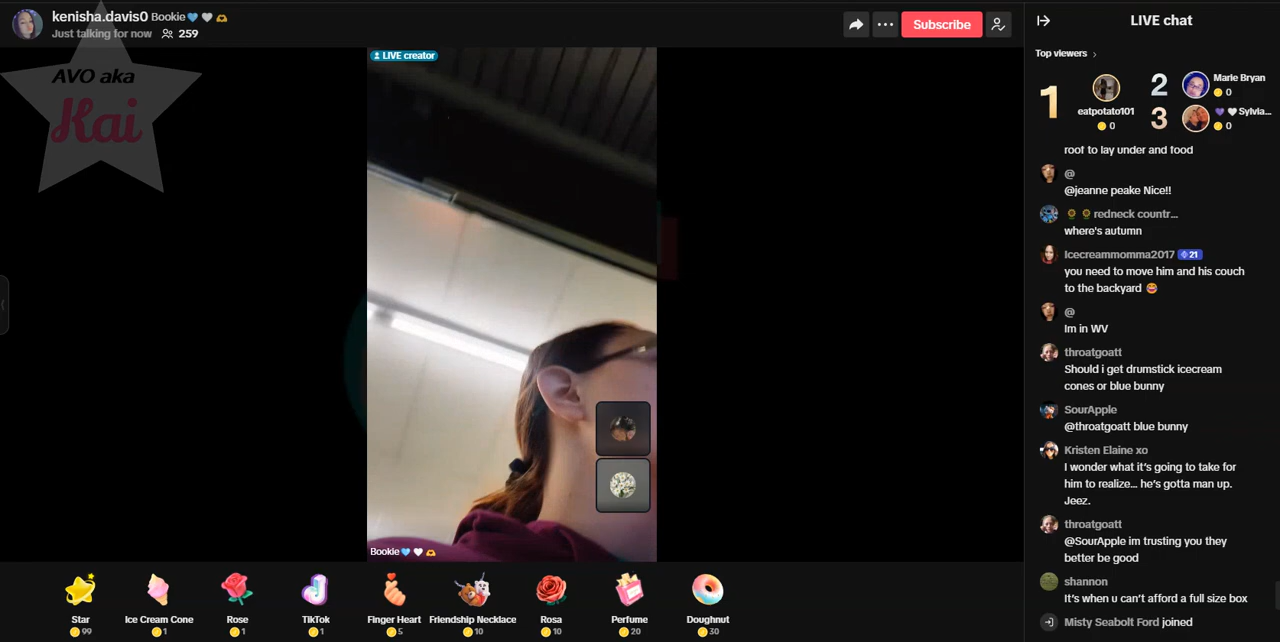 kenisha.davis0 Bookie🩵🤍🫶
Just talking for now 259
Subscribe
LIVE creator
AVO aka
Kai
Bookie🩵🤍🫶
LIVE chat
Top viewers
1
eatpotato101
0
2
Marie Bryan
0
3
💜🤍Sylvia...
0
roof to lay under and food
@
@jeanne peake Nice!!
🌻🌻redneck countr...
where's autumn
Icecreammomma2017 21
you need to move him and his couch
to the backyard 🤣
@
Im in WV
throatgoatt
Should i get drumstick icecream
cones or blue bunny
SourApple
@throatgoatt blue bunny
Kristen Elaine xo
I wonder what it's going to take for
him to realize... he's gotta man up.
Jeez.
throatgoatt
@SourApple im trusting you they
better be good
shannon
It's when u can't afford a full size box
Misty Seabolt Ford joined
Star
99
Ice Cream Cone
1
Rose
1
TikTok
1
Finger Heart
5
Friendship Necklace
10
Rosa
10
Perfume
20
Doughnut
30